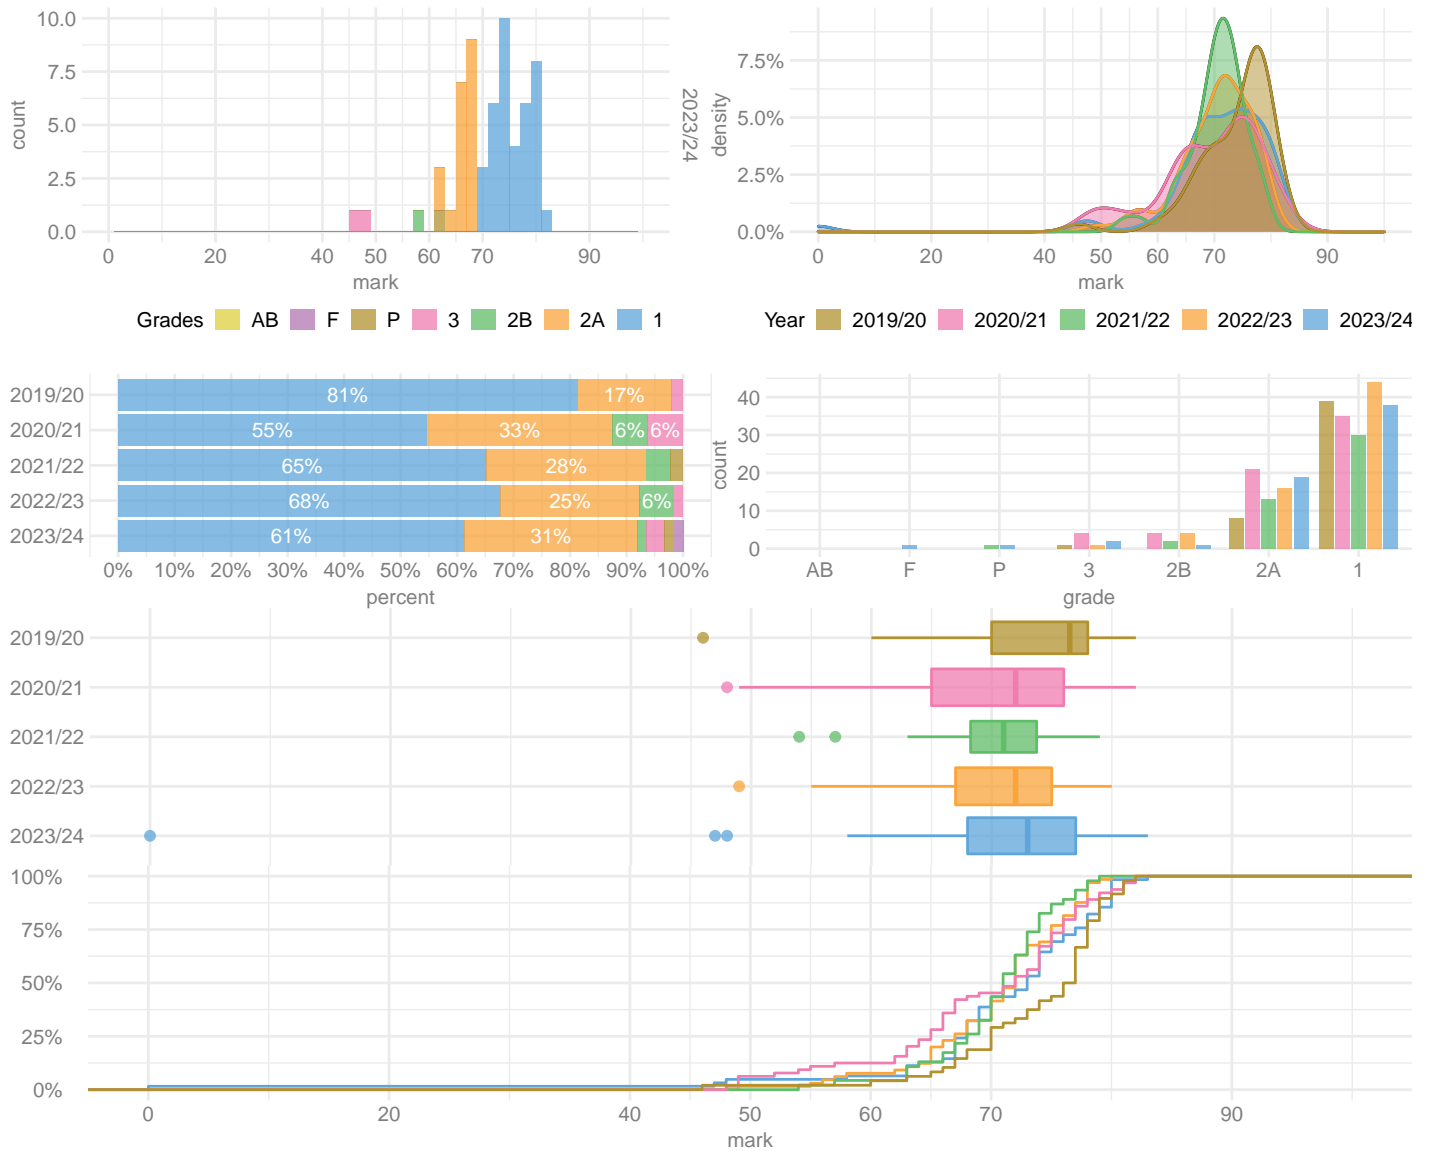 10.0
7.5
5.0
2.5
0.0
count
0 20 40 50 60 70 90
mark
2023/24
7.5%
5.0%
2.5%
0.0%
density
0 20 40 50 60 70 90
mark
Grades AB F P 3 2B 2A 1
Year 2019/20 2020/21 2021/22 2022/23 2023/24
2019/20 81% 17%
2020/21 55% 33% 6% 6%
2021/22 65% 28%
2022/23 68% 25% 6%
2023/24 61% 31%
0% 10% 20% 30% 40% 50% 60% 70% 80% 90% 100%
percent
40
30
20
10
0
count
AB F P 3 2B 2A 1
grade
2019/20
2020/21
2021/22
2022/23
2023/24
100%
75%
50%
25%
0%
0 20 40 50 60 70 90
mark